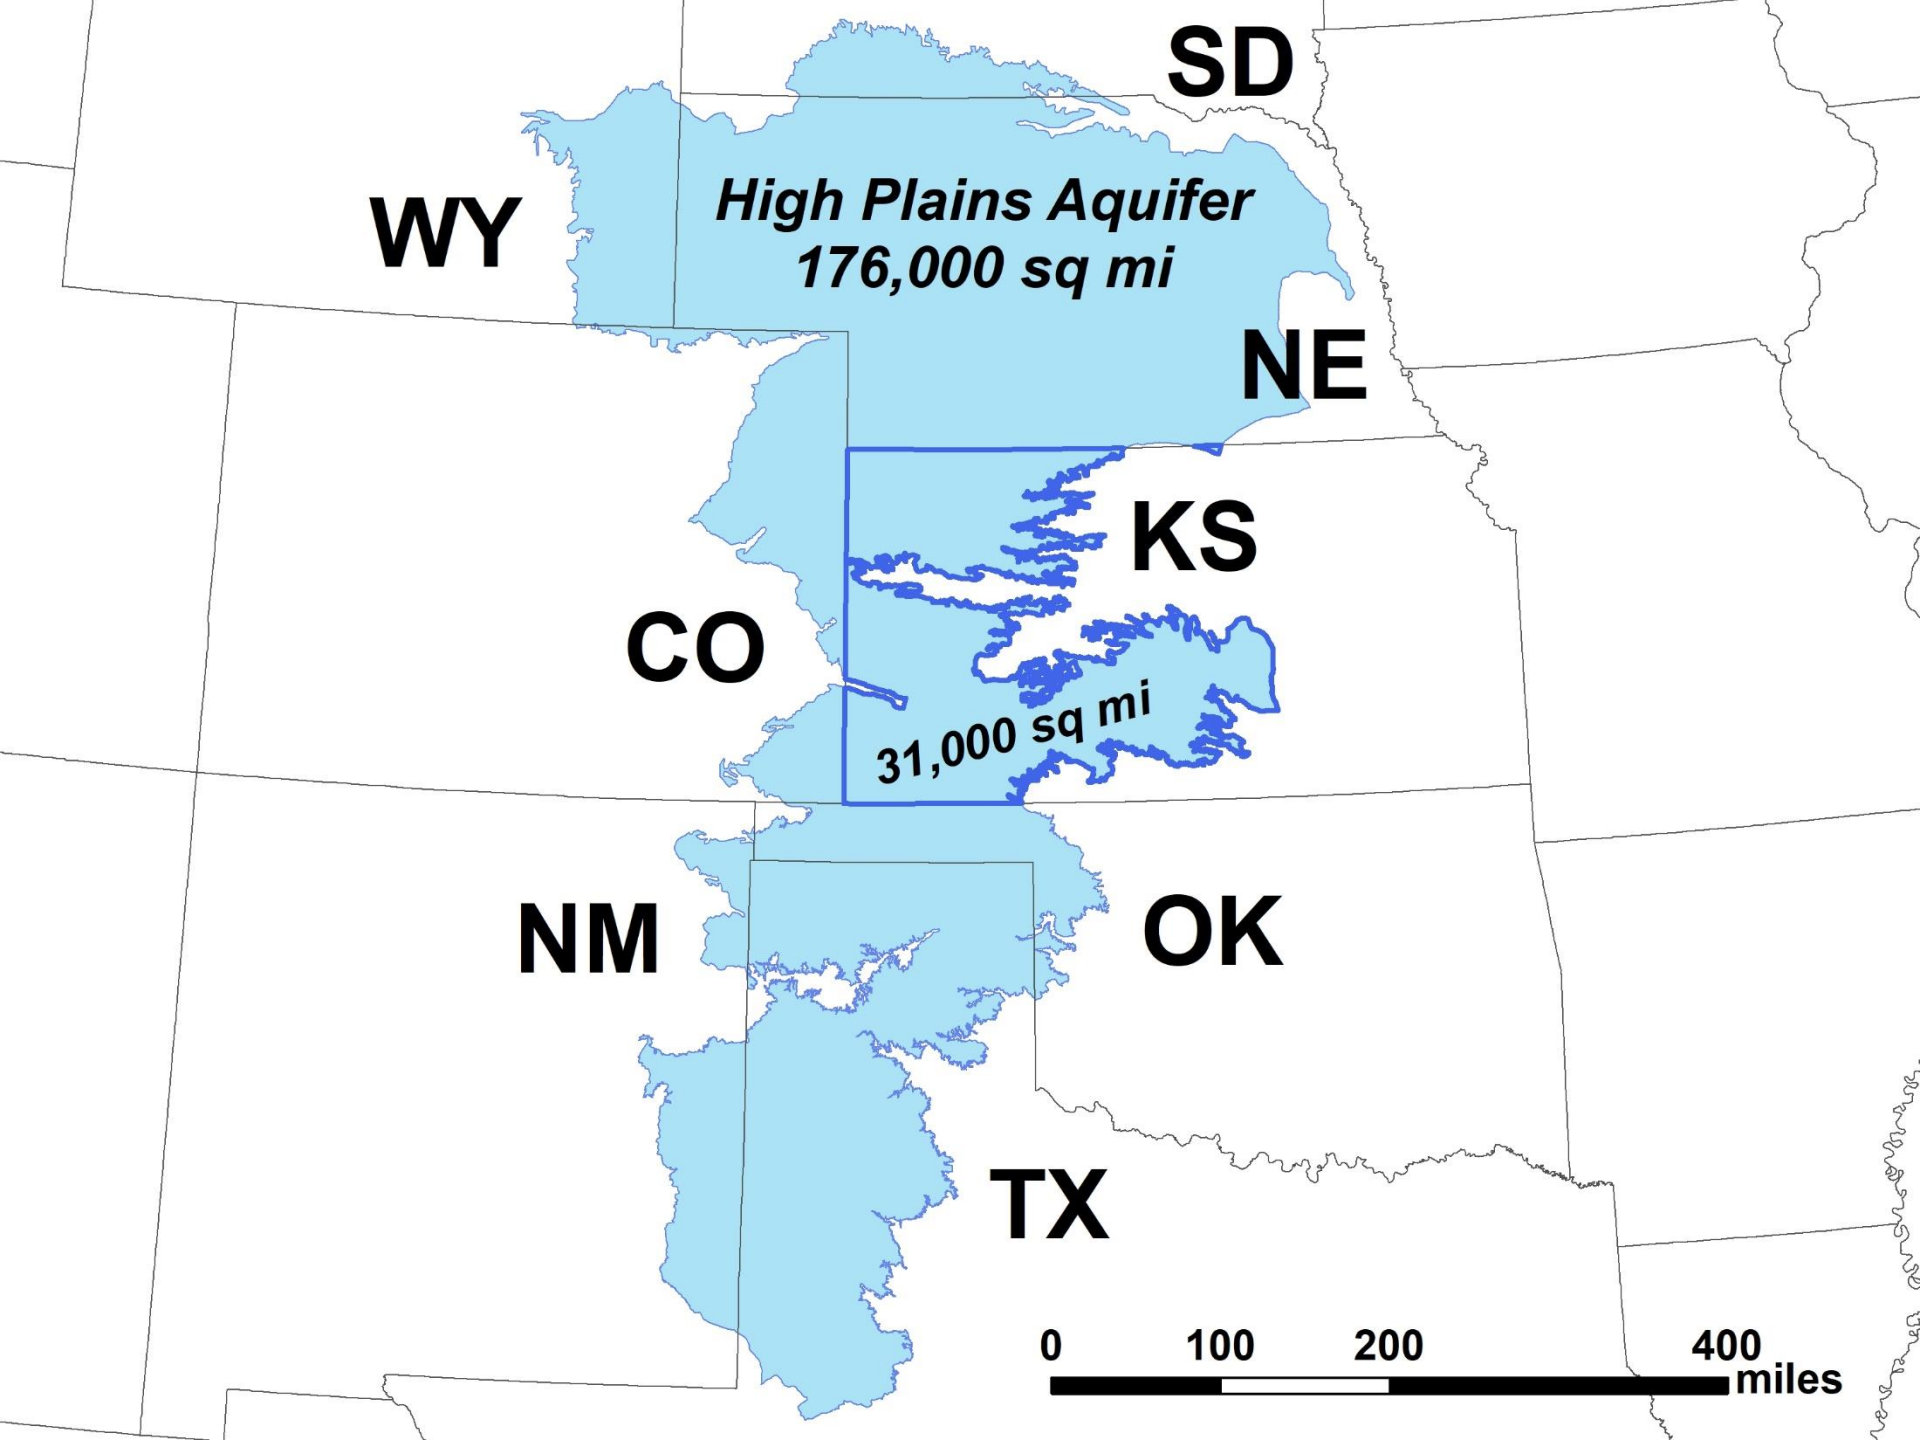 SD
High Plains Aquifer
176,000 sq mi
WY
NE
KS
CO
31,000 sq mi
NM
OK
TX
0 100 200 400
miles